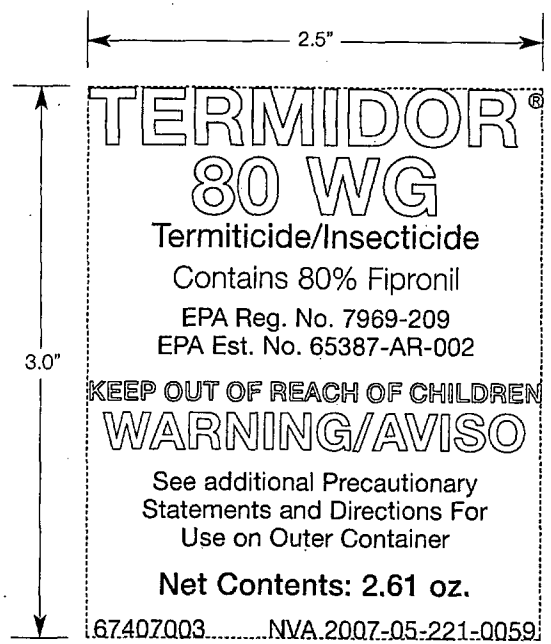 2.5"
TERMIDOR®
80 WG
Termiticide/Insecticide
Contains 80% Fipronil
EPA Reg. No. 7969-209
EPA Est. No. 65387-AR-002
3.0"
KEEP OUT OF REACH OF CHILDREN
WARNING/AVISO
See additional Precautionary
Statements and Directions For
Use on Outer Container
Net Contents: 2.61 oz.
67407003 NVA 2007-05-221-0059